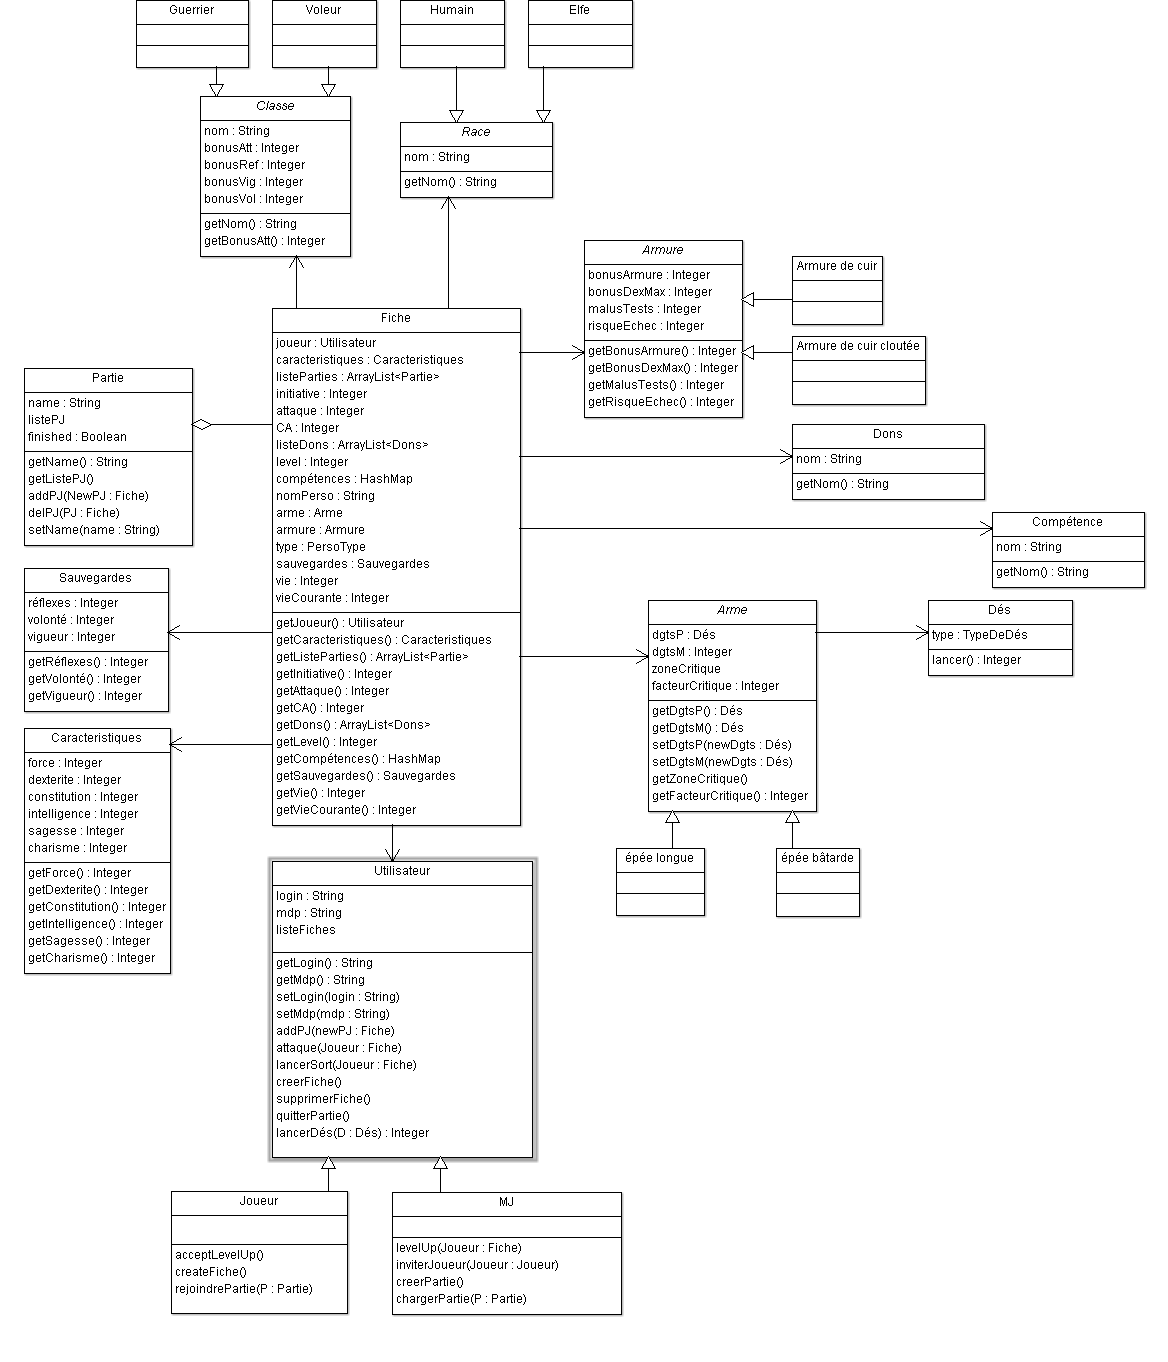 Guerrier
Voleur
Humain
Elfe
Classe
nom : String
bonusAtt : Integer
bonusRef : Integer
bonusVig : Integer
bonusVol : Integer
getNom() : String
getBonusAtt() : Integer
Race
nom : String
getNom() : String
Armure
bonusArmure : Integer
bonusDexMax : Integer
malusTests : Integer
risqueEchec : Integer
getBonusArmure() : Integer
getBonusDexMax() : Integer
getMalusTests() : Integer
getRisqueEchec() : Integer
Armure de cuir
Armure de cuir cloutée
Fiche
joueur : Utilisateur
caracteristiques : Caracteristiques
listeParties : ArrayList<Partie>
initiative : Integer
attaque : Integer
CA : Integer
listeDons : ArrayList<Dons>
level : Integer
compétences : HashMap
nomPerso : String
arme : Arme
armure : Armure
type : PersoType
sauvegardes : Sauvegardes
vie : Integer
vieCourante : Integer
getJoueur() : Utilisateur
getCaracteristiques() : Caracteristiques
getListeParties() : ArrayList<Partie>
getInitiative() : Integer
getAttaque() : Integer
getCA() : Integer
getDons() : ArrayList<Dons>
getLevel() : Integer
getCompétences() : HashMap
getSauvegardes() : Sauvegardes
getVie() : Integer
getVieCourante() : Integer
Partie
name : String
listePJ
finished : Boolean
getName() : String
getListePJ()
addPJ(NewPJ : Fiche)
delPJ(PJ : Fiche)
setName(name : String)
Dons
nom : String
getNom() : String
Compétence
nom : String
getNom() : String
Sauvegardes
réflexes : Integer
volonté : Integer
vigueur : Integer
getRéflexes() : Integer
getVolonté() : Integer
getVigueur() : Integer
Arme
dgtsP : Dés
dgtsM : Integer
zoneCritique
facteurCritique : Integer
getDgtsP() : Dés
getDgtsM() : Dés
setDgtsP(newDgts : Dés)
setDgtsM(newDgts : Dés)
getZoneCritique()
getFacteurCritique() : Integer
Dés
type : TypeDeDés
lancer() : Integer
Caracteristiques
force : Integer
dexterite : Integer
constitution : Integer
intelligence : Integer
sagesse : Integer
charisme : Integer
getForce() : Integer
getDexterite() : Integer
getConstitution() : Integer
getIntelligence() : Integer
getSagesse() : Integer
getCharisme() : Integer
épée longue
épée bâtarde
Utilisateur
login : String
mdp : String
listeFiches
getLogin() : String
getMdp() : String
setLogin(login : String)
setMdp(mdp : String)
addPJ(newPJ : Fiche)
attaque(Joueur : Fiche)
lancerSort(Joueur : Fiche)
creerFiche()
supprimerFiche()
quitterPartie()
lancerDés(D : Dés) : Integer
Joueur
acceptLevelUp()
createFiche()
rejoindrePartie(P : Partie)
MJ
levelUp(Joueur : Fiche)
inviterJoueur(Joueur : Joueur)
creerPartie()
chargerPartie(P : Partie)